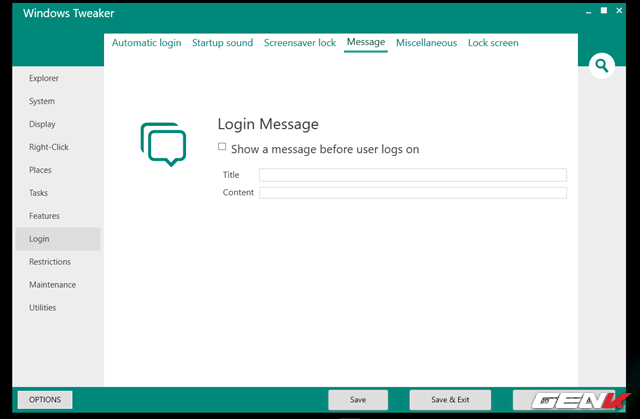 Windows Tweaker
Automatic login Startup sound Screensaver lock Message Miscellaneous Lock screen
Explorer
System
Display
Right-Click
Places
Tasks
Features
Login
Restrictions
Maintenance
Utilities
Login Message
Show a message before user logs on
Title
Content
OPTIONS
Save
Save & Exit
GENK